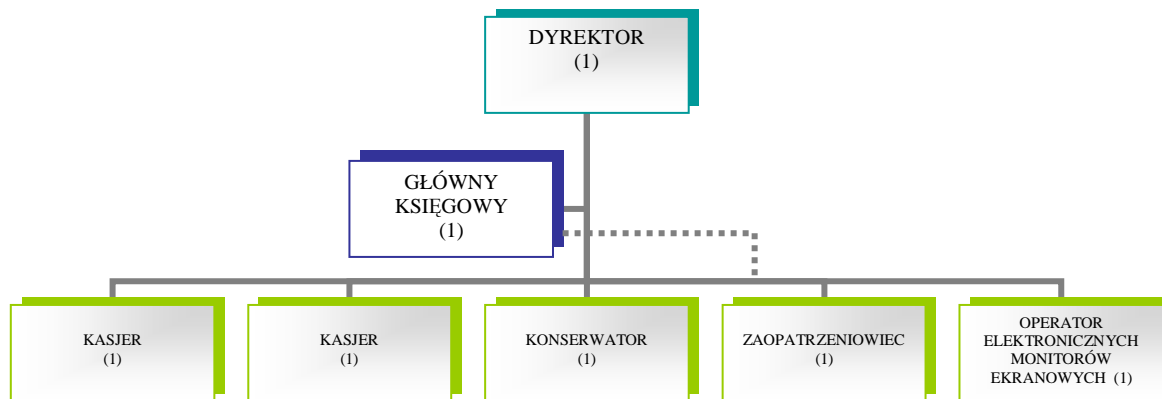 DYREKTOR
(1)
GŁÓWNY
KSIĘGOWY
(1)
KASJER
(1)
KASJER
(1)
KONSERWATOR
(1)
ZAOPATRZENIOWIEC
(1)
OPERATOR
ELEKTRONICZNYCH
MONITORÓW
EKRANOWYCH (1)